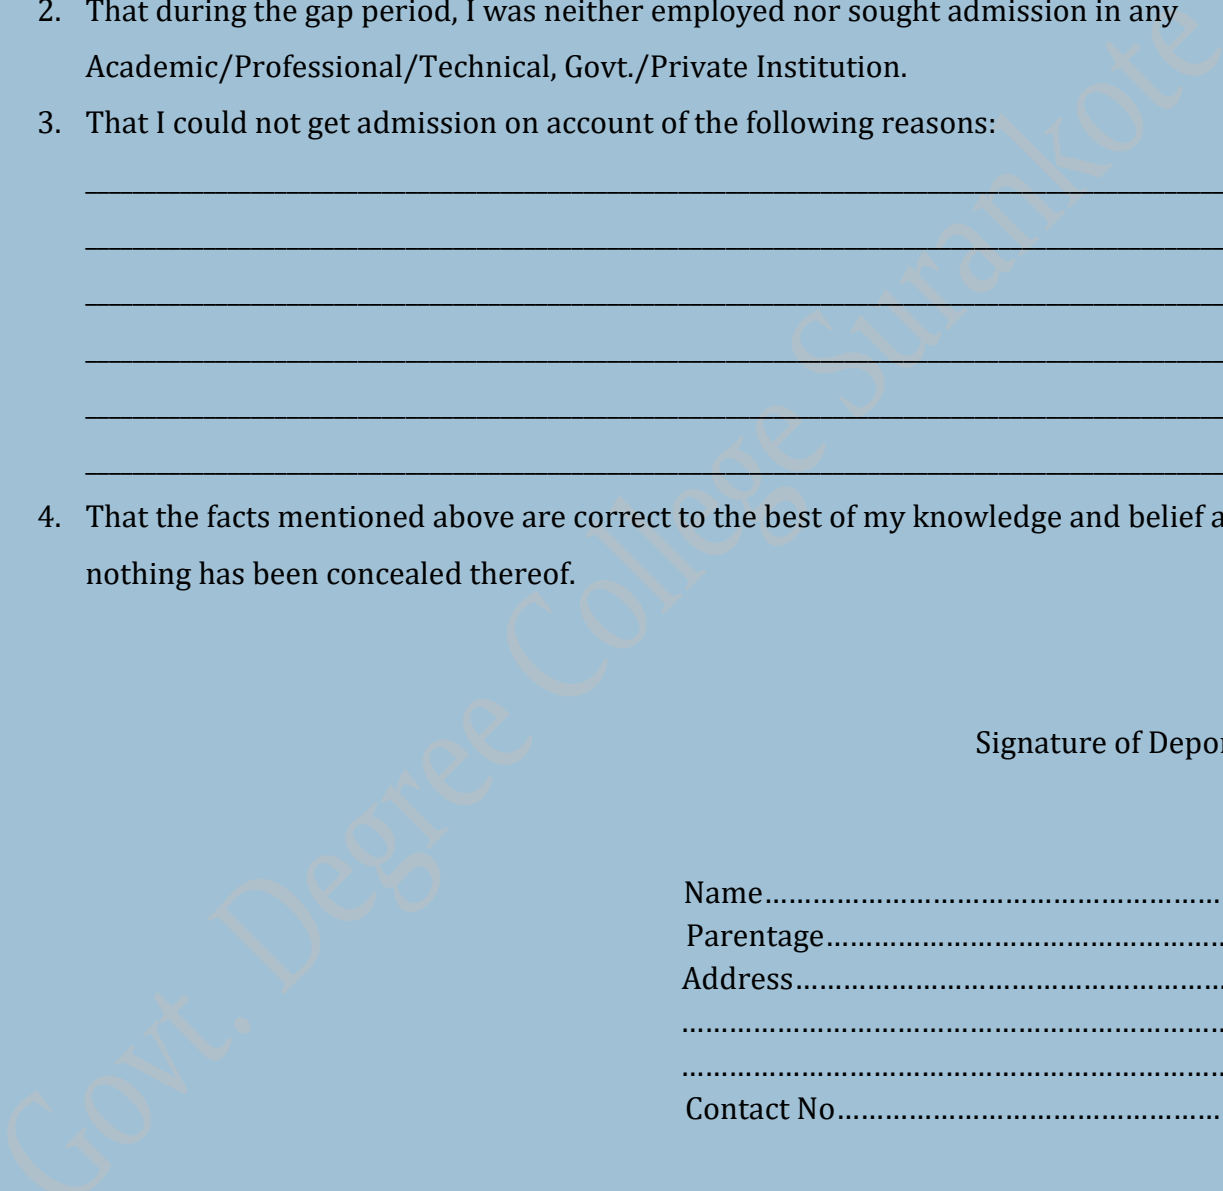 2. That during the gap period, I was neither employed nor sought admission in any
Academic/Professional/Technical, Govt./Private Institution.
3. That I could not get admission on account of the following reasons:
4. That the facts mentioned above are correct to the best of my knowledge and belief
nothing has been concealed thereof.
Signature of
Name………………………………………………
Parentage………………………………………
Address…………………………………………
……………………………………………………
……………………………………………………
Contact No……………………………………
Govt. Degree College Surankote